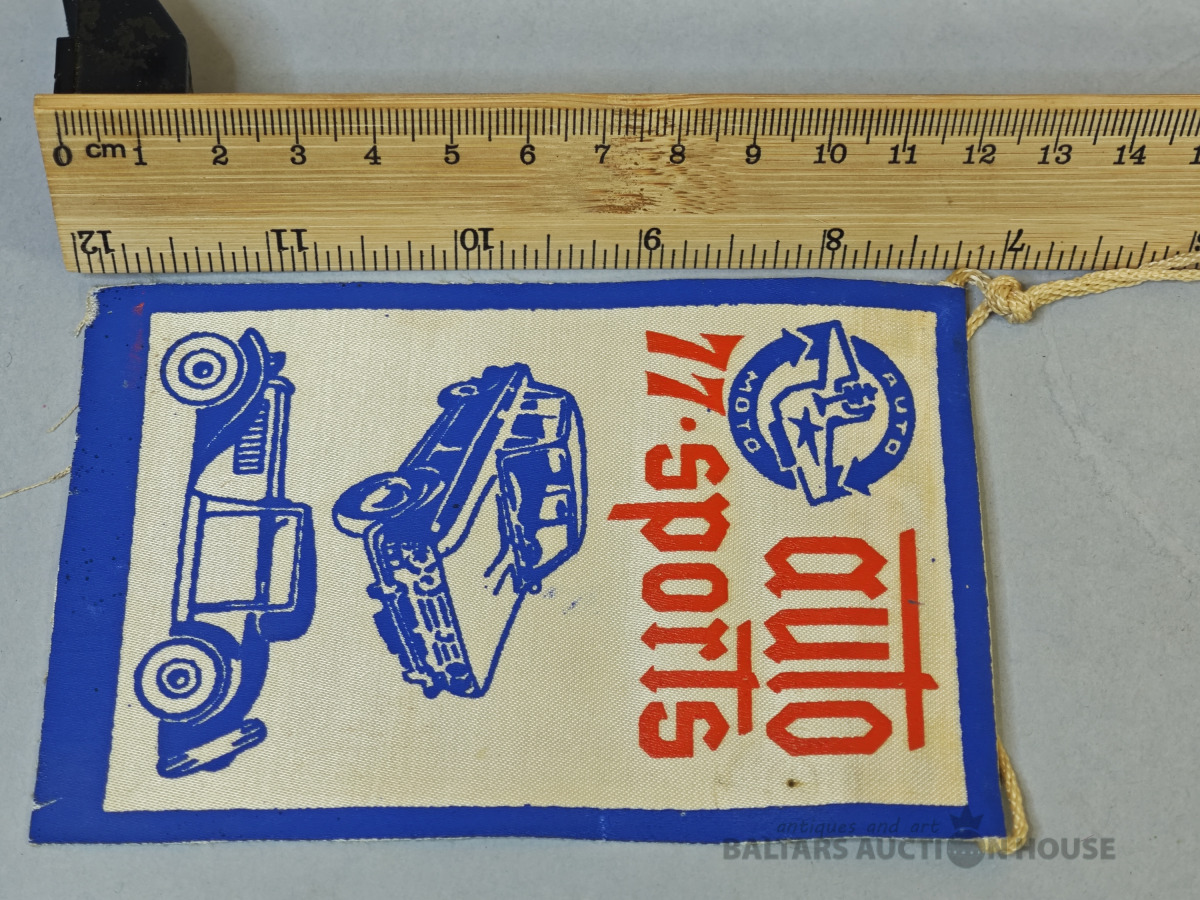 0 cm 1 2 3 4 5 6 7 8 9 10 11 12 13 14
12 11 10 9 8 7
AUTO
MOTO
auto
77·sports
antiques and art
BALTARS AUCTION HOUSE